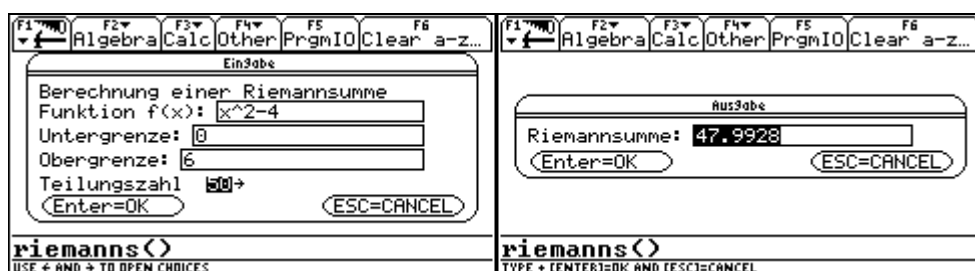 F1 F2 F3 F4 F5 F6
Algebra Calc Other PrgmIO Clear a-z...
Eingabe
Berechnung einer Riemannsumme
Funktion f(x): x^2-4
Untergrenze: 0
Obergrenze: 6
Teilungszahl 50→
Enter=OK ESC=CANCEL
riemanns()
USE ← AND → TO OPEN CHOICES
F1 F2 F3 F4 F5 F6
Algebra Calc Other PrgmIO Clear a-z...
Ausgabe
Riemannsumme: 47.9928
Enter=OK ESC=CANCEL
riemanns()
TYPE + [ENTER]=OK AND [ESC]=CANCEL